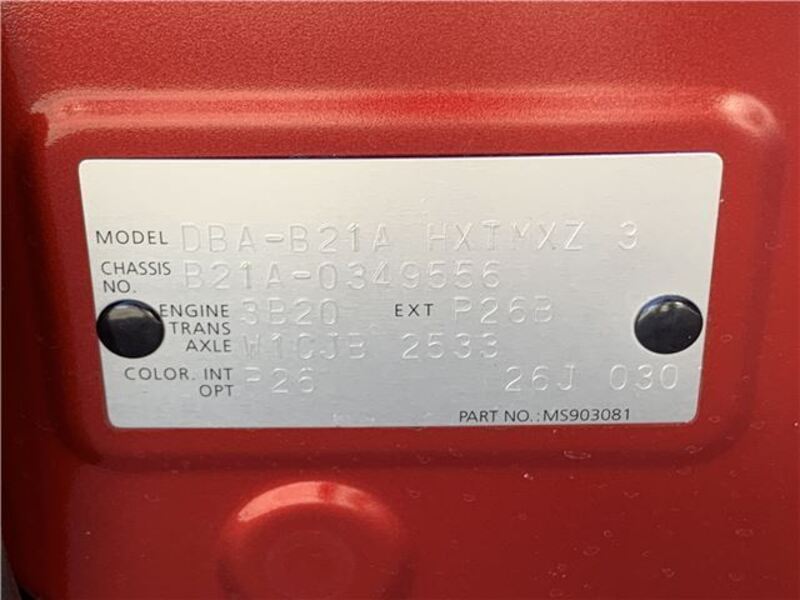 MODEL DBA-B21A HXTMXZ 3
CHASSIS NO. B21A-0349556
ENGINE 3B20 EXT P26B
TRANS AXLE W1CJB 2533
COLOR. INT OPT P26 26J 030
PART NO.:MS903081